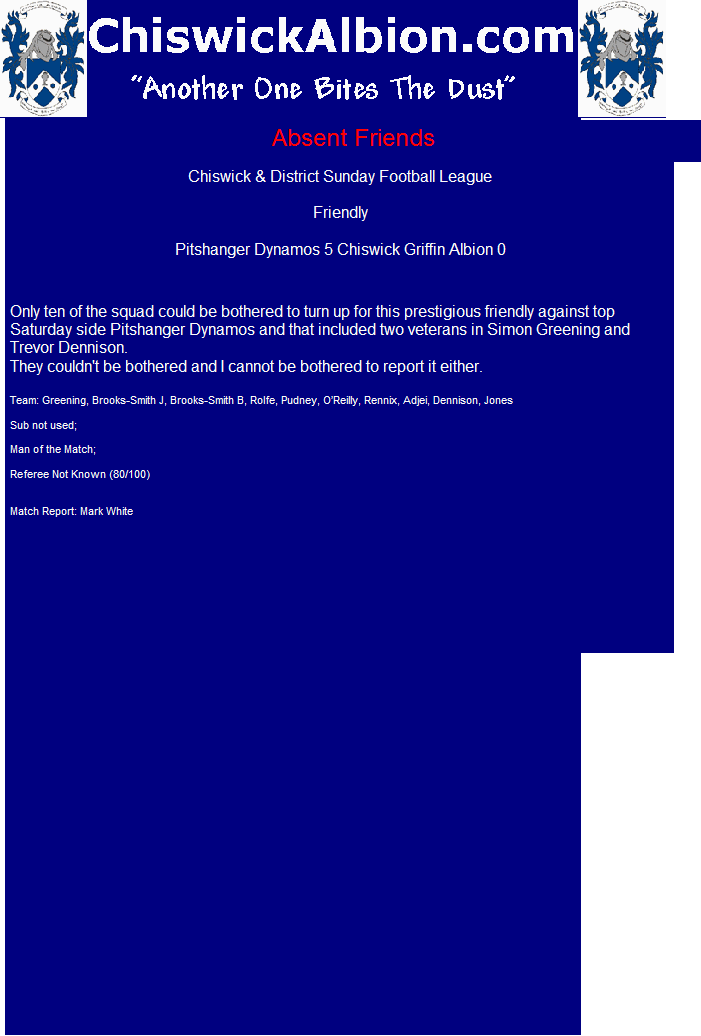 ChiswickAlbion.com
"Another One Bites The Dust"
Absent Friends
Chiswick & District Sunday Football League
Friendly
Pitshanger Dynamos 5 Chiswick Griffin Albion 0
Only ten of the squad could be bothered to turn up for this prestigious friendly against top
Saturday side Pitshanger Dynamos and that included two veterans in Simon Greening and
Trevor Dennison.
They couldn't be bothered and I cannot be bothered to report it either.
Team: Greening, Brooks-Smith J, Brooks-Smith B, Rolfe, Pudney, O'Reilly, Rennix, Adjei, Dennison, Jones
Sub not used;
Man of the Match;
Referee Not Known (80/100)
Match Report: Mark White